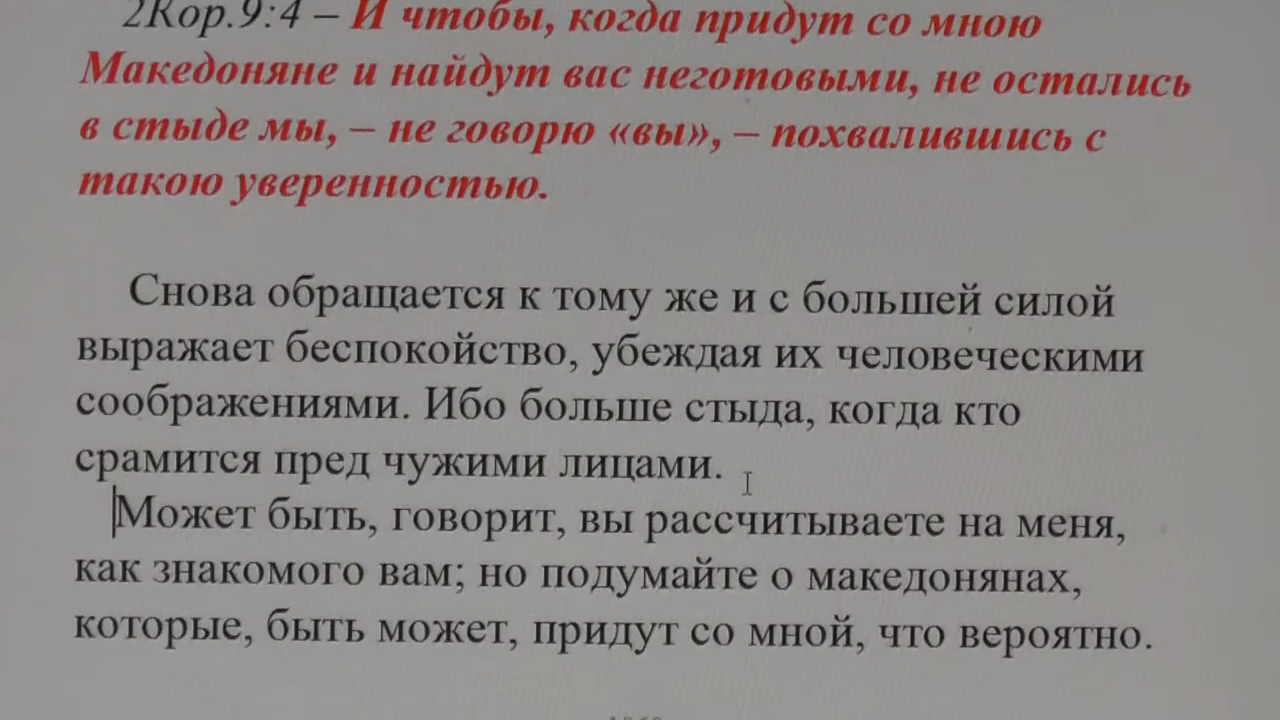 2Кор.9:4 – И чтобы, когда придут со мною
Македоняне и найдут вас неготовыми, не остались
в стыде мы, – не говорю «вы», – похвалившись с
такою уверенностью.
Снова обращается к тому же и с большей силой
выражает беспокойство, убеждая их человеческими
соображениями. Ибо больше стыда, когда кто
срамится пред чужими лицами.
Может быть, говорит, вы рассчитываете на меня,
как знакомого вам; но подумайте о македонянах,
которые, быть может, придут со мной, что вероятно.